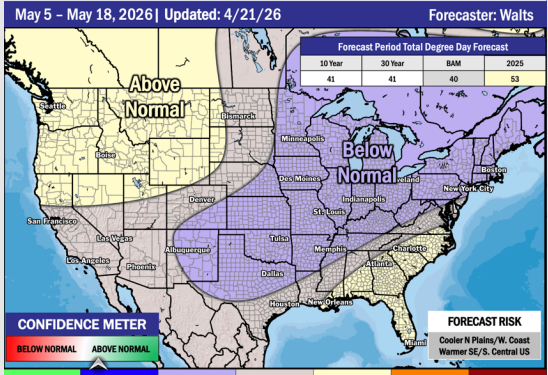 May 5 – May 18, 2026| Updated: 4/21/26
Forecaster: Walts
Forecast Period Total Degree Day Forecast
10 Year 30 Year BAM 2025
41 41 40 53
Above
Normal
Seattle
Bismarck
Minneapolis
Boise
Below
Normal
Boston
Des Moines
eveland
New York City
Denver
Indianapolis
San Francisco
St. Louis
Las Vegas
Albuquerque
Tulsa
Memphis
Charlotte
Los Angeles
Phoenix
Atlanta
Dallas
Houston
New Orleans
Miami
CONFIDENCE METER
BELOW NORMAL
ABOVE NORMAL
FORECAST RISK
Cooler N Plains/W. Coast
Warmer SE/S. Central US